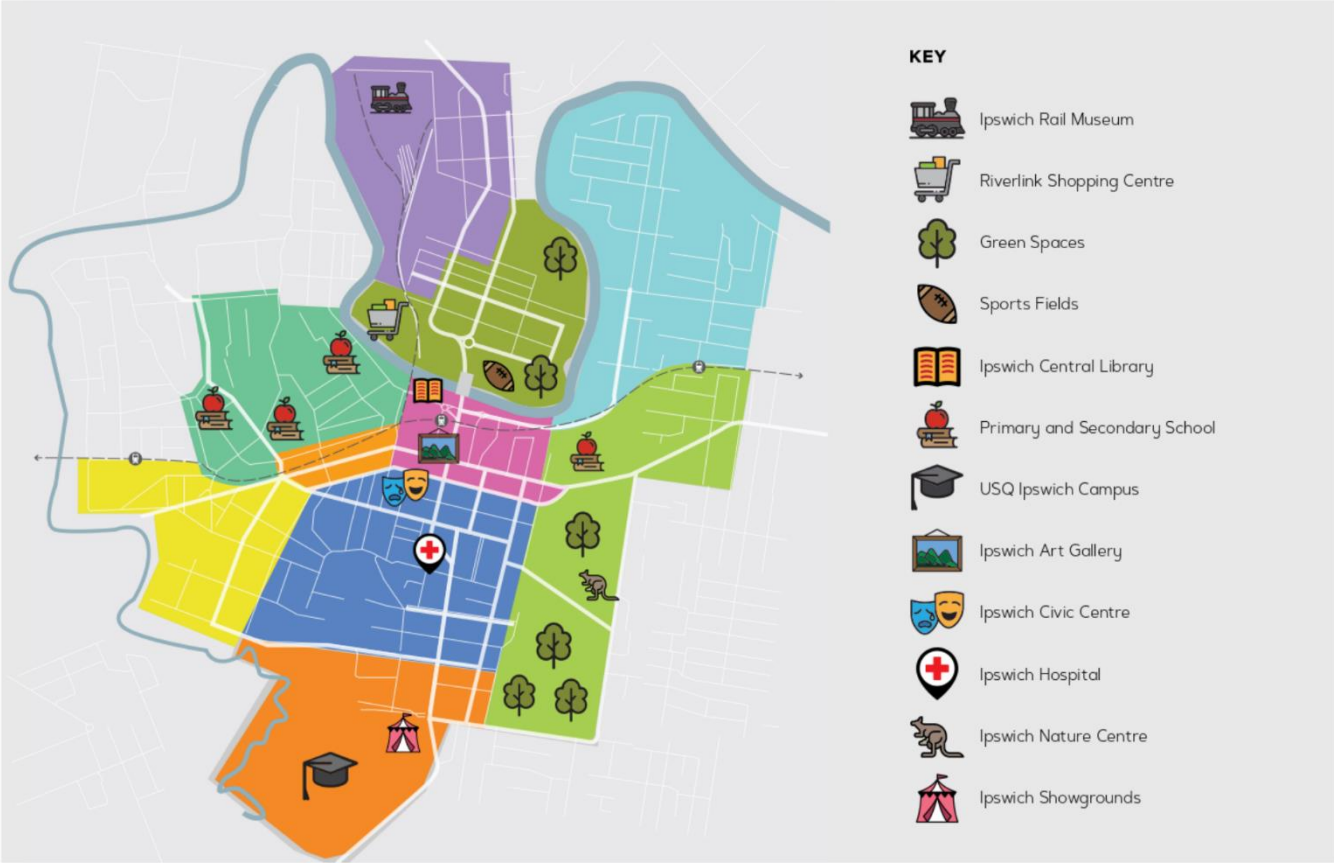 KEY
Ipswich Rail Museum
Riverlink Shopping Centre
Green Spaces
Sports Fields
Ipswich Central Library
Primary and Secondary School
USQ Ipswich Campus
Ipswich Art Gallery
Ipswich Civic Centre
Ipswich Hospital
Ipswich Nature Centre
Ipswich Showgrounds